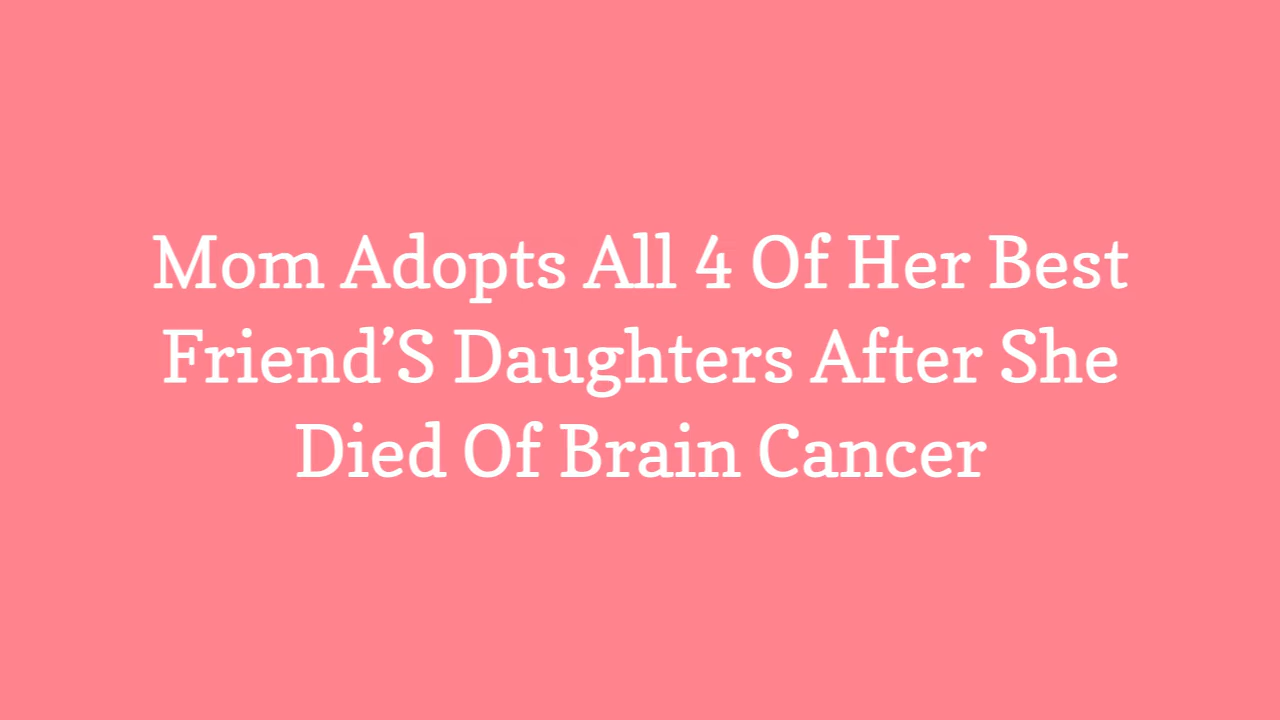 Mom Adopts All 4 Of Her Best
Friend’S Daughters After She
Died Of Brain Cancer